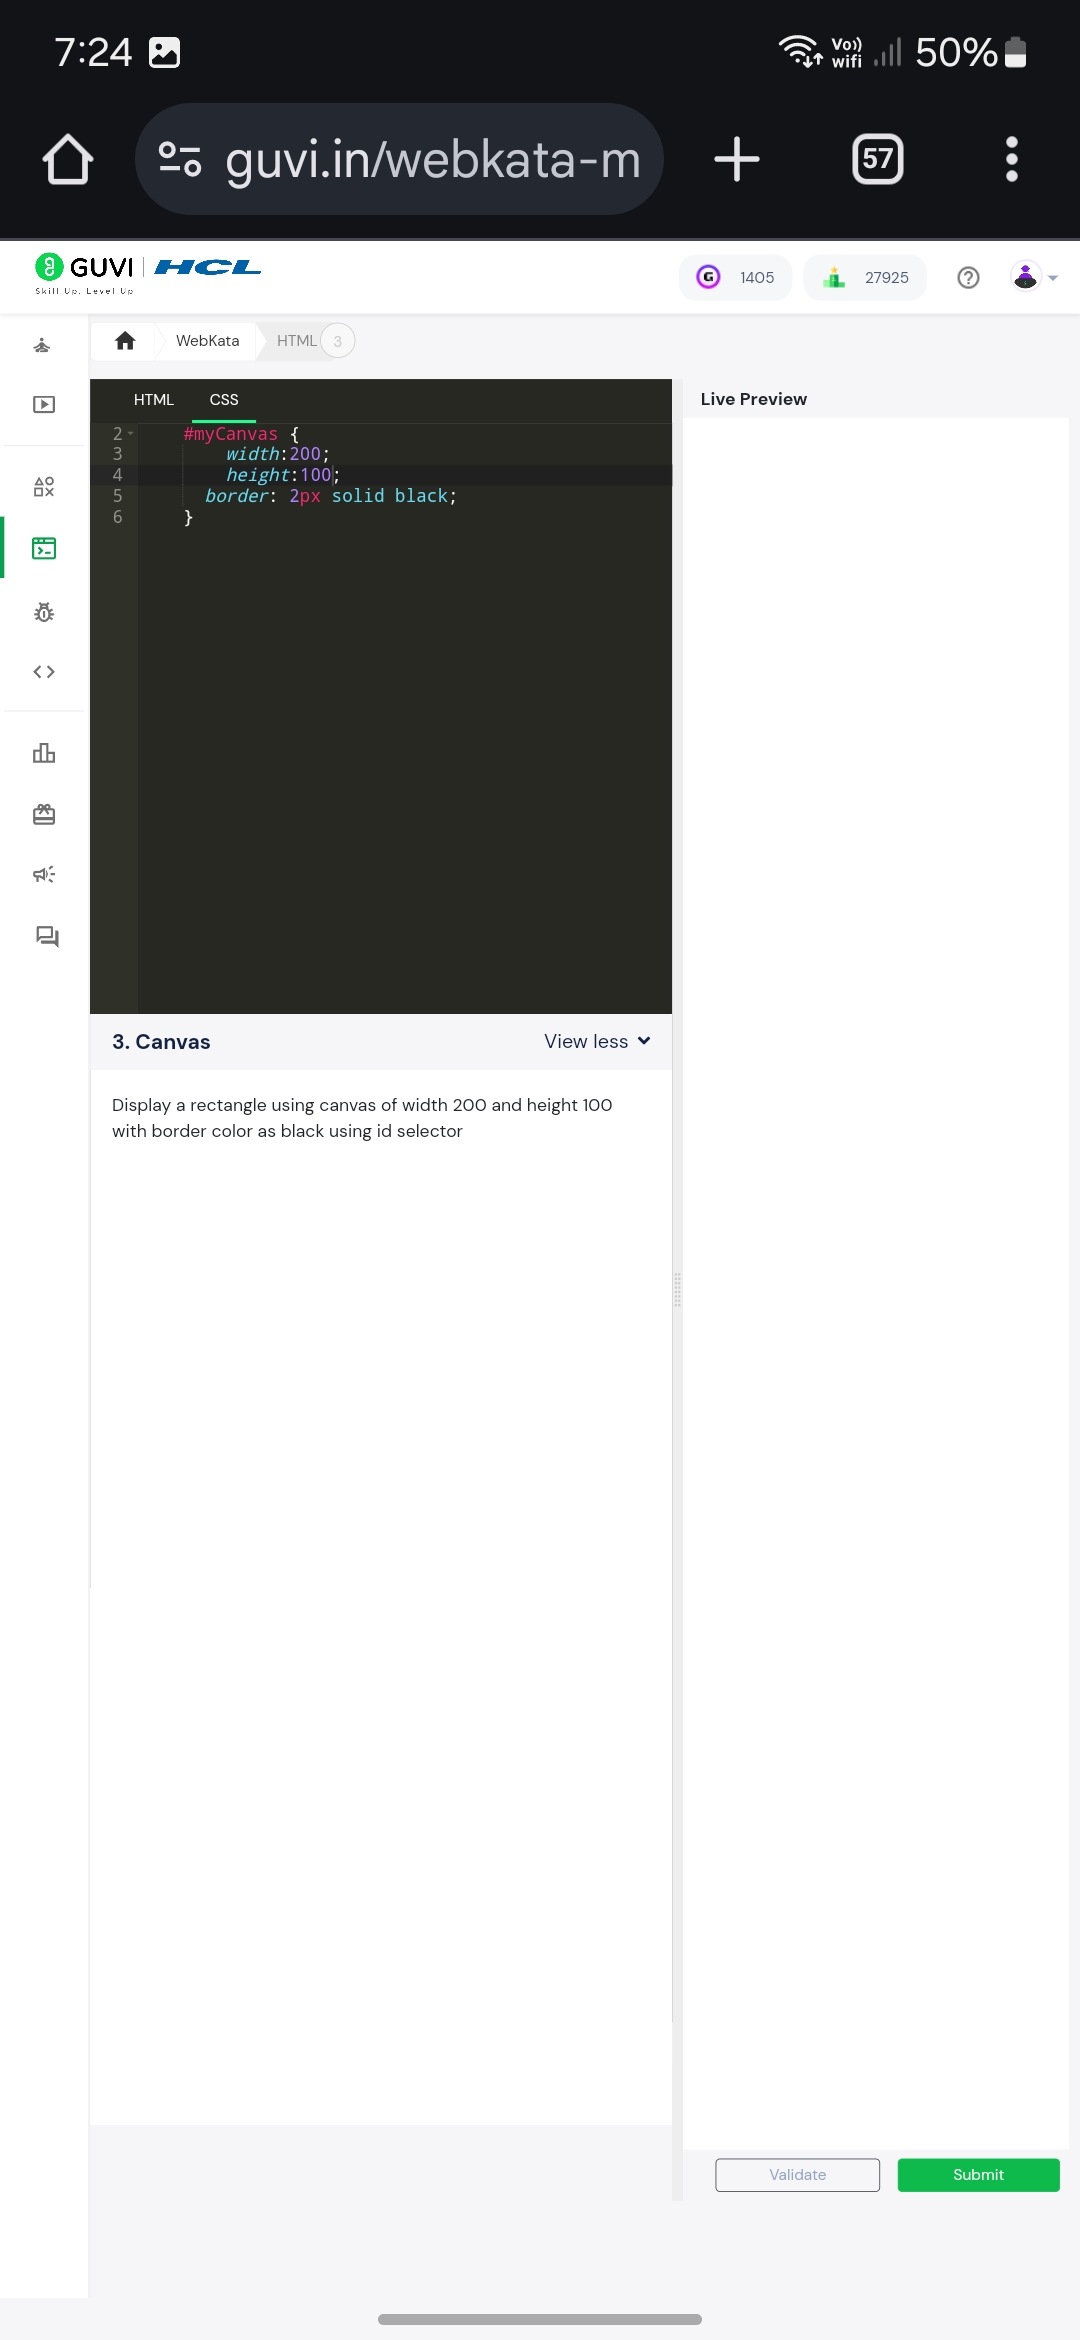 7:24
Vo)) wifi 50%
guvi.in/webkata-m
57
GUVI | HCL
Skill Up. Level Up
G 1405
27925
WebKata
HTML 3
HTML CSS
2 #myCanvas {
3 width:200;
4 height:100;
5 border: 2px solid black;
6 }
Live Preview
3. Canvas
View less
Display a rectangle using canvas of width 200 and height 100
with border color as black using id selector
Validate
Submit